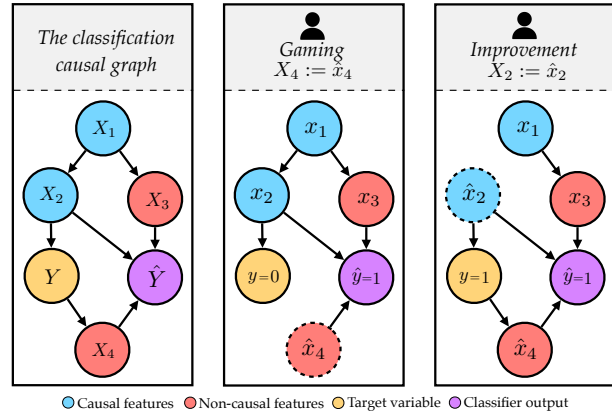 The classification
causal graph
X₁
X₂
X₃
Y
Ŷ
X₄
Gaming
X₄ := x̂₄
x₁
x₂
x₃
y=0
ŷ=1
x̂₄
Improvement
X₂ := x̂₂
x₁
x̂₂
x₃
y=1
ŷ=1
x̂₄
Causal features Non-causal features Target variable Classifier output